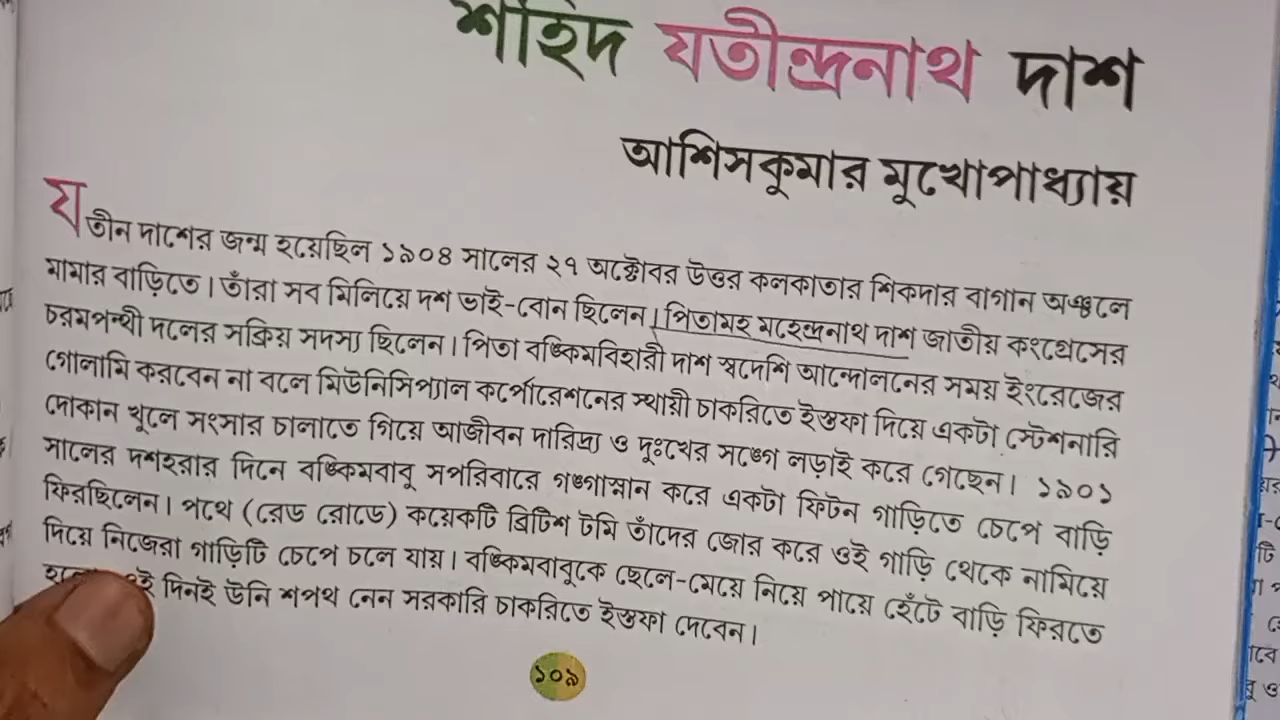 শহিদ যতীন্দ্রনাথ দাশ
আশিসকুমার মুখোপাধ্যায়
যতীন দাশের জন্ম হয়েছিল ১৯০৪ সালের ২৭ অক্টোবর উত্তর কলকাতার শিকদার বাগান অঞ্চলে
মামার বাড়িতে। তাঁরা সব মিলিয়ে দশ ভাই-বোন ছিলেন। পিতামহ মহেন্দ্রনাথ দাশ জাতীয় কংগ্রেসের
চরমপন্থী দলের সক্রিয় সদস্য ছিলেন। পিতা বঙ্কিমবিহারী দাশ স্বদেশি আন্দোলনের সময় ইংরেজের
গোলামি করবেন না বলে মিউনিসিপ্যাল কর্পোরেশনের স্থায়ী চাকরিতে ইস্তফা দিয়ে একটা স্টেশনারি
দোকান খুলে সংসার চালাতে গিয়ে আজীবন দারিদ্র্য ও দুঃখের সঙ্গে লড়াই করে গেছেন। ১৯০১
সালের দশহরার দিনে বঙ্কিমবাবু সপরিবারে গঙ্গাস্নান করে একটা ফিটন গাড়িতে চেপে বাড়ি
ফিরছিলেন। পথে (রেড রোডে) কয়েকটি ব্রিটিশ টমি তাঁদের জোর করে ওই গাড়ি থেকে নামিয়ে
দিয়ে নিজেরা গাড়িটি চেপে চলে যায়। বঙ্কিমবাবুকে ছেলে-মেয়ে নিয়ে পায়ে হেঁটে বাড়ি ফিরতে
দিনই উনি শপথ নেন সরকারি চাকরিতে ইস্তফা দেবেন।
১০৯